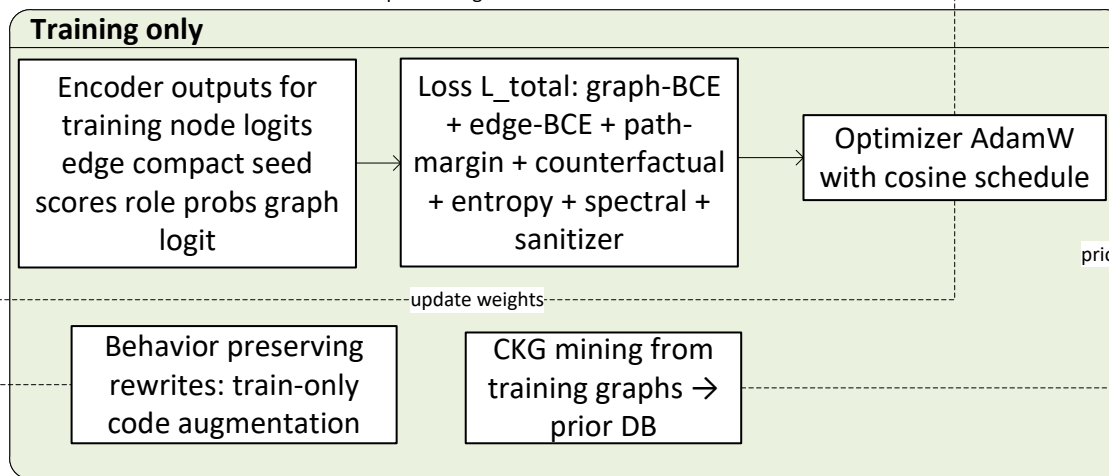 Training only
Encoder outputs for
training node logits
edge compact seed
scores role probs graph
logit
Loss L_total: graph-BCE
+ edge-BCE + path-
margin + counterfactual
+ entropy + spectral +
sanitizer
Optimizer AdamW
with cosine schedule
update weights
Behavior preserving
rewrites: train-only
code augmentation
CKG mining from
training graphs →
prior DB